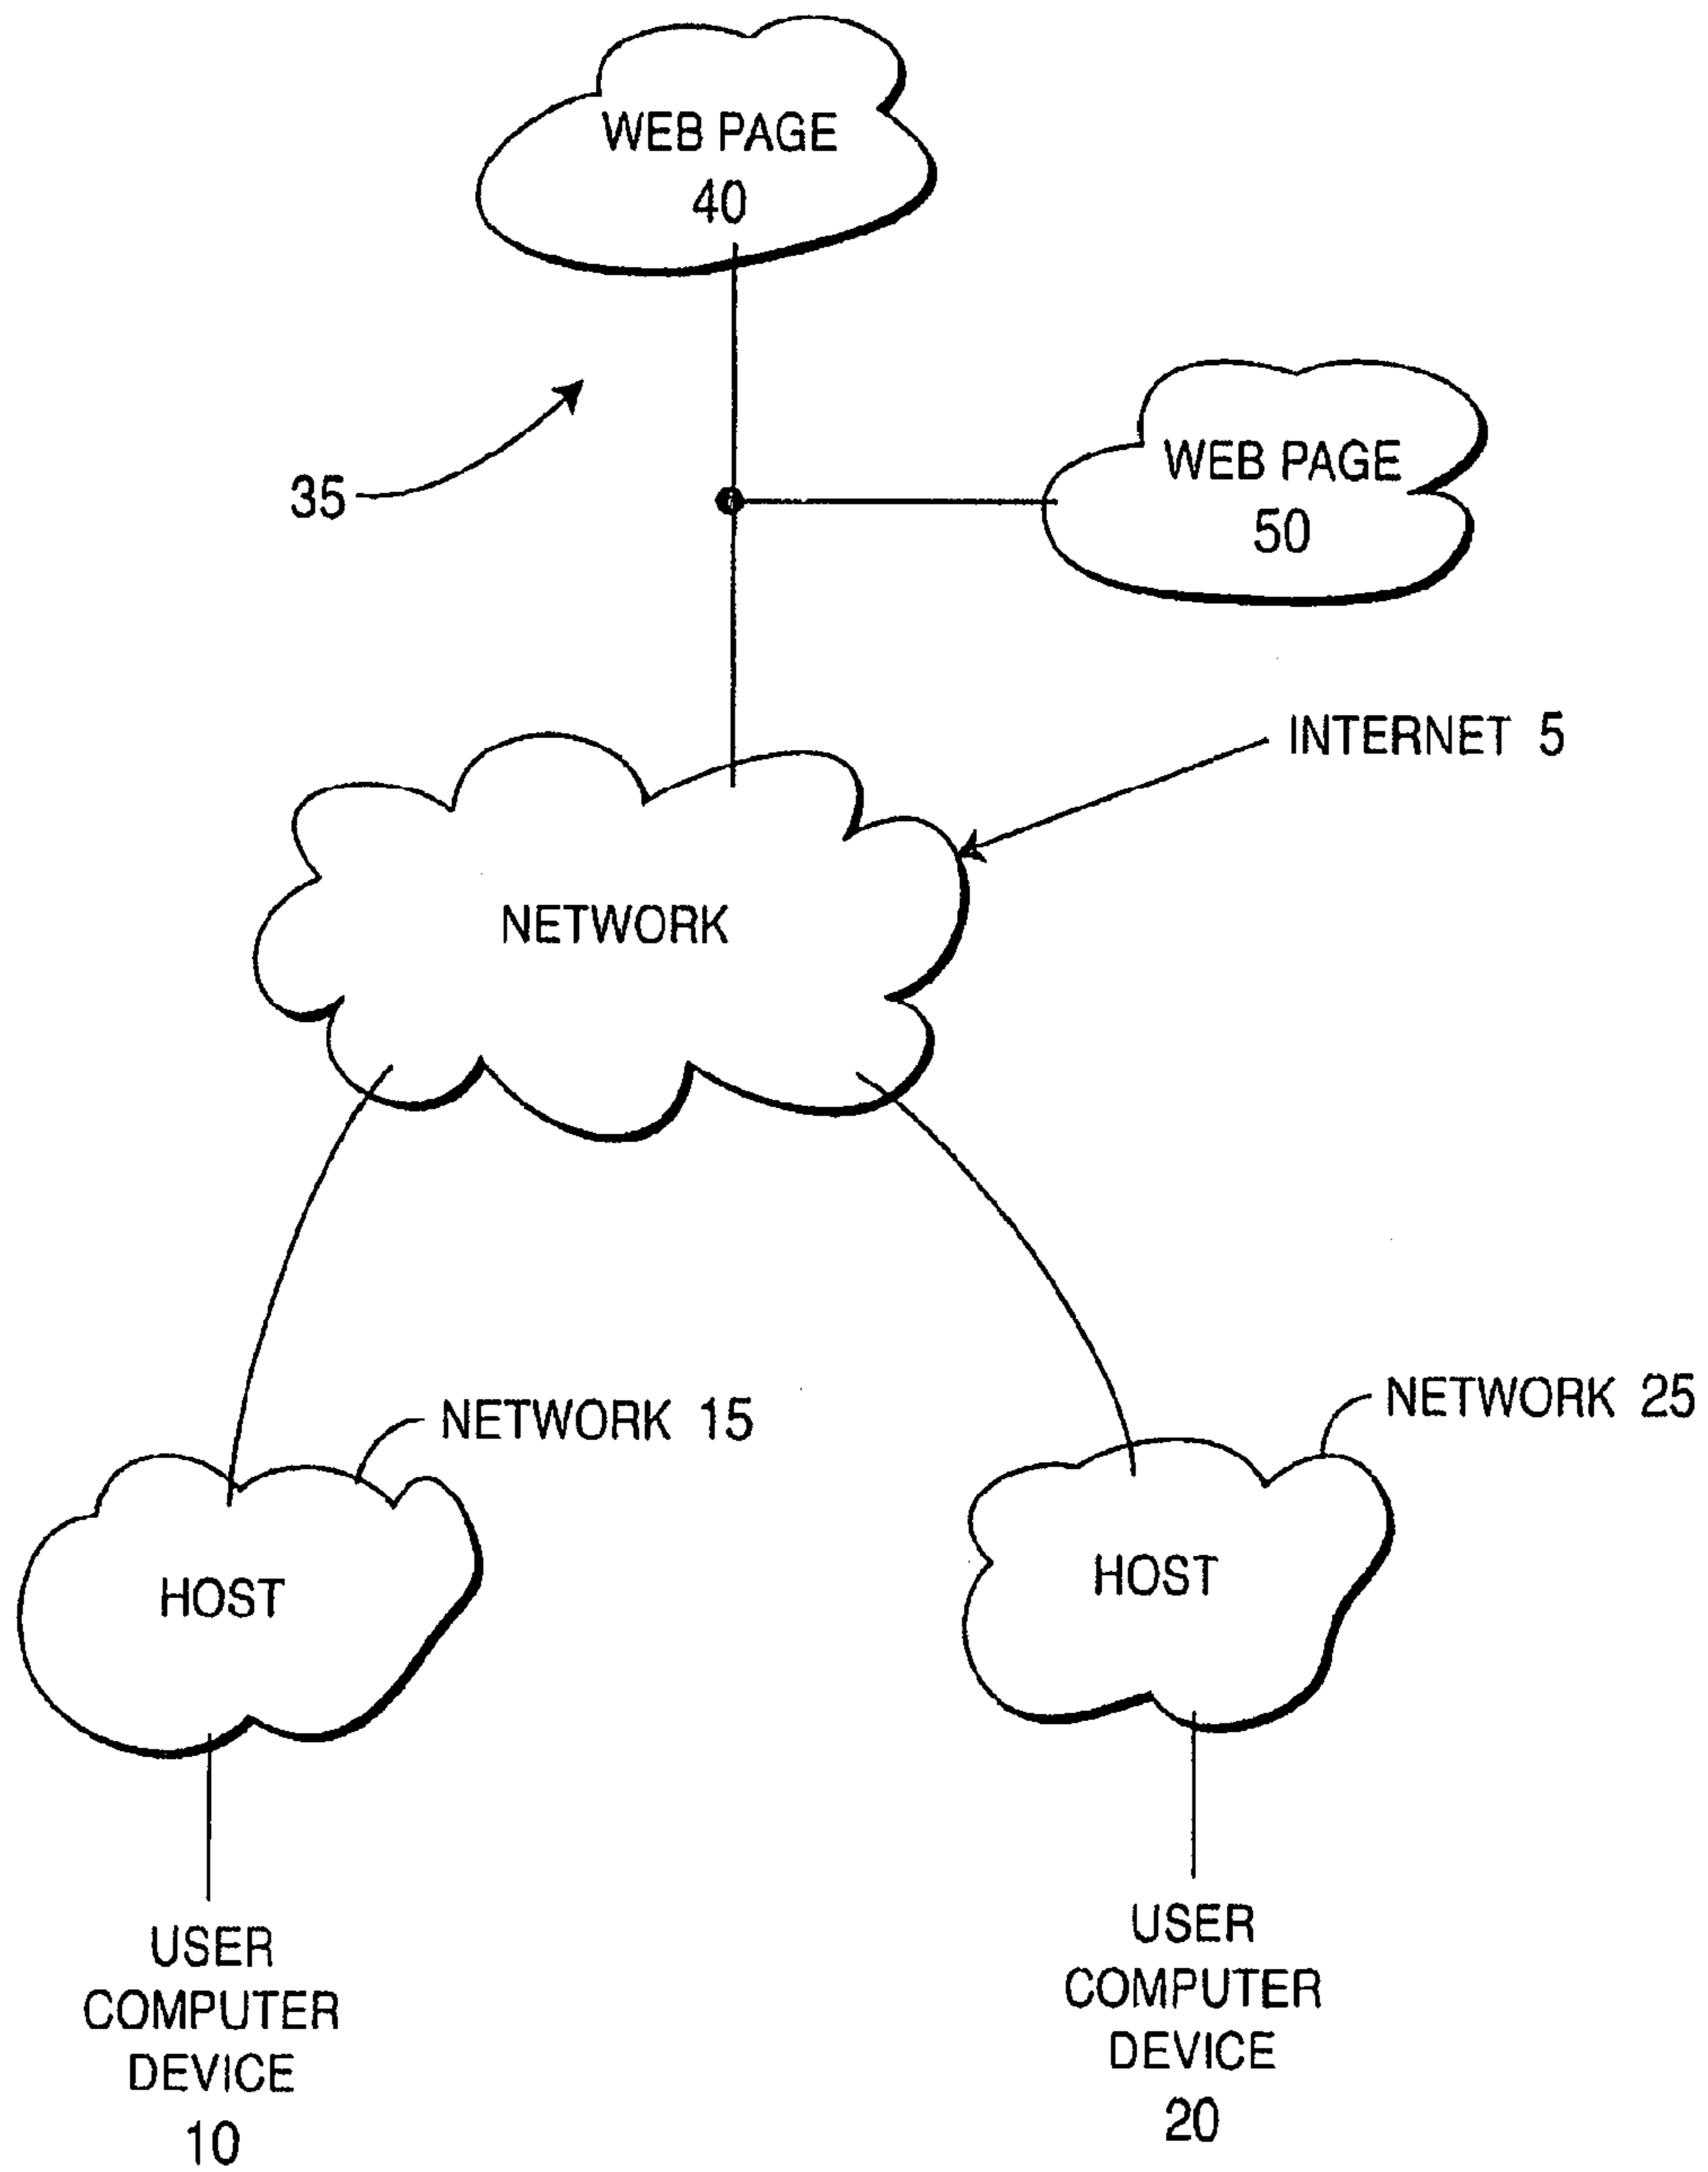 WEB PAGE
40
WEB PAGE
50
35
INTERNET 5
NETWORK
NETWORK 15
NETWORK 25
HOST
HOST
USER
COMPUTER
DEVICE
10
USER
COMPUTER
DEVICE
20